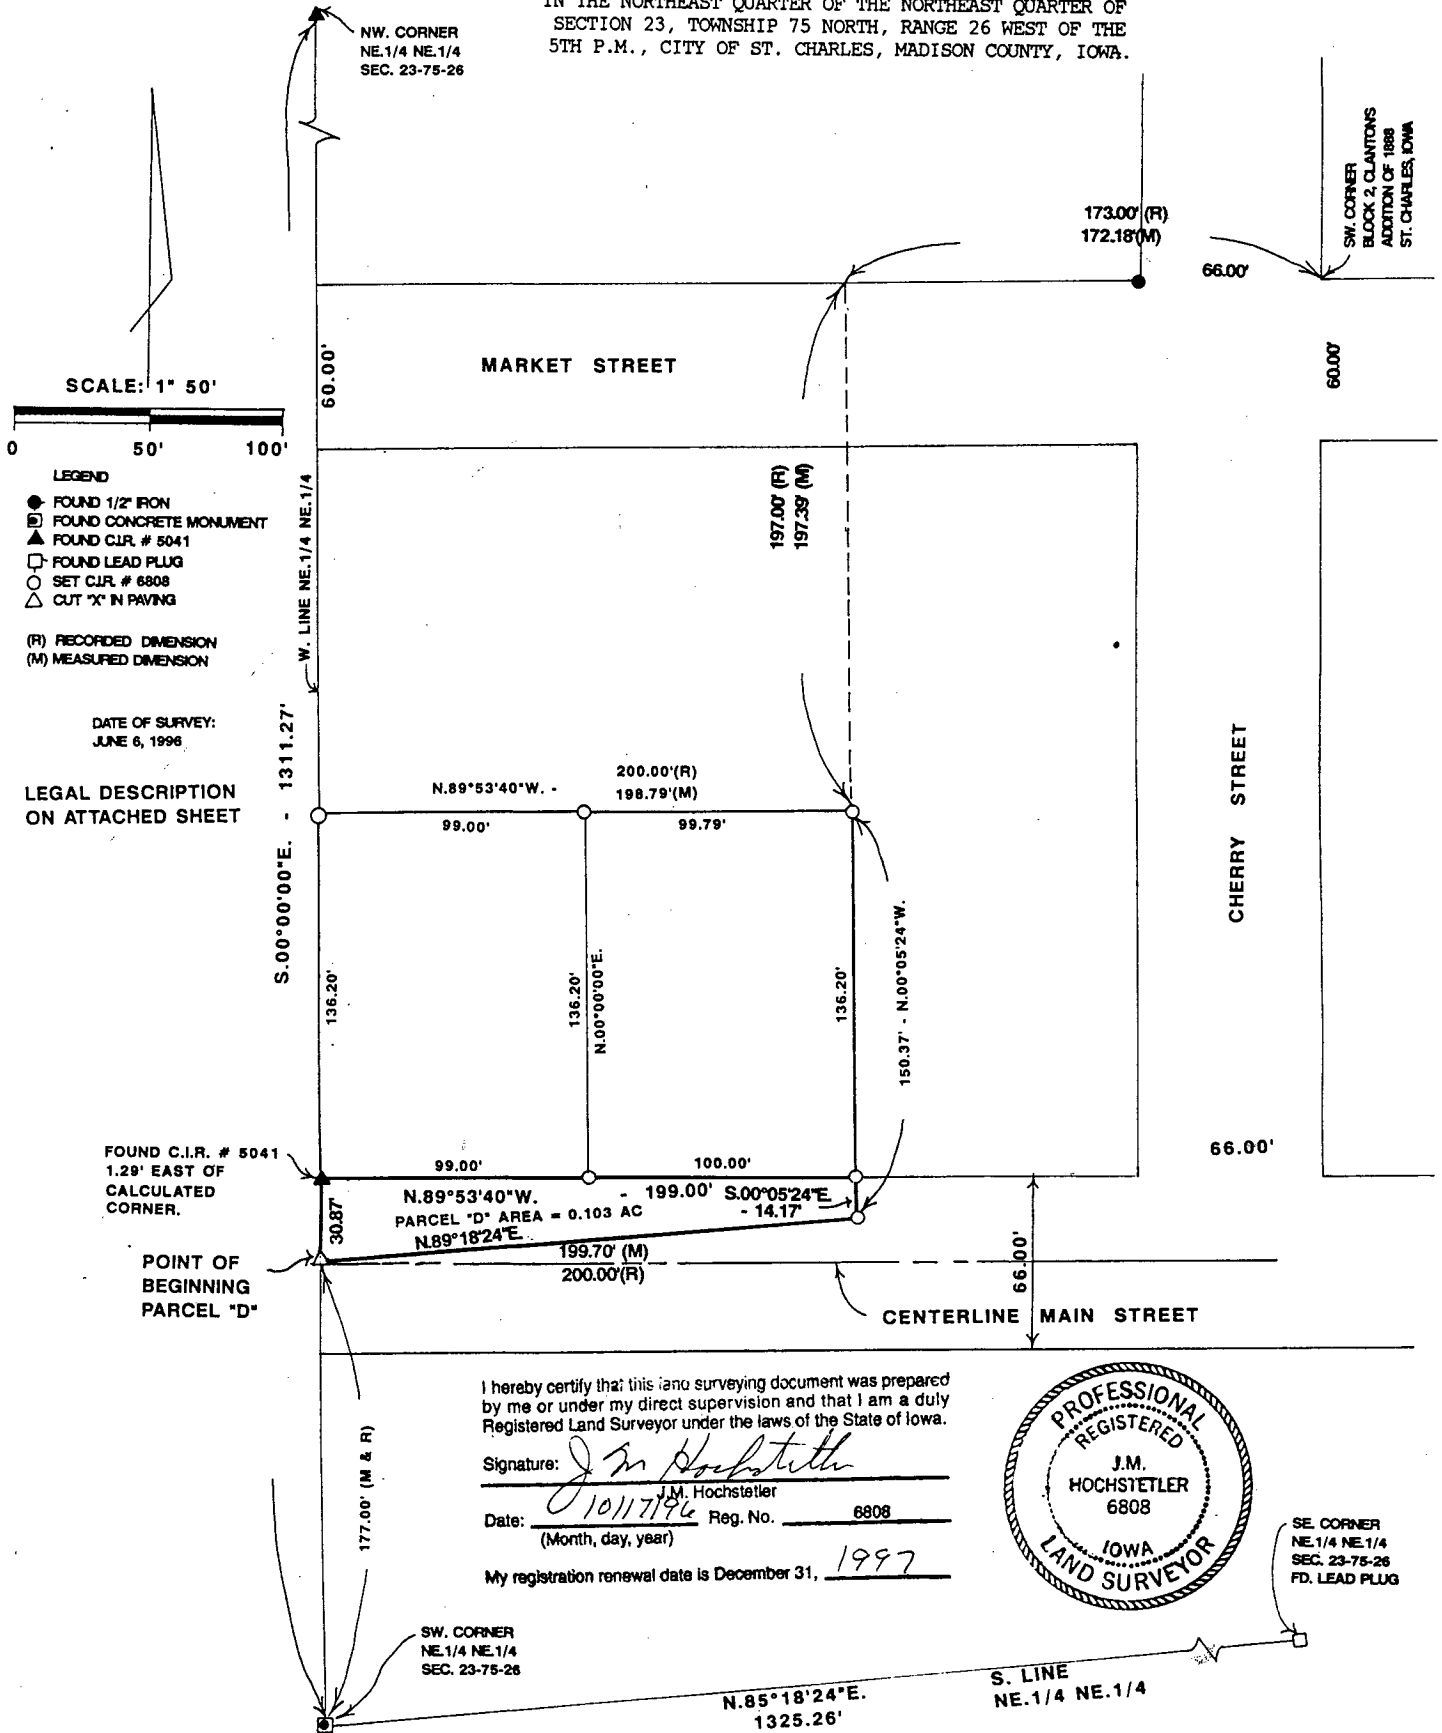 IN THE NORTHEAST QUARTER OF THE NORTHEAST QUARTER OF
SECTION 23, TOWNSHIP 75 NORTH, RANGE 26 WEST OF THE
5TH P.M., CITY OF ST. CHARLES, MADISON COUNTY, IOWA.
NW. CORNER
NE.1/4 NE.1/4
SEC. 23-75-26
SW. CORNER
BLOCK 2, CLANTONS
ADDITION OF 1888
ST. CHARLES, IOWA
173.00' (R)
172.18'(M)
66.00'
60.00'
MARKET STREET
60.00'
SCALE: 1" 50'
0 50' 100'
LEGEND
FOUND 1/2" IRON
FOUND CONCRETE MONUMENT
FOUND C.I.R. # 5041
FOUND LEAD PLUG
SET C.I.R. # 6808
CUT "X" IN PAVING
(R) RECORDED DIMENSION
(M) MEASURED DIMENSION
W. LINE NE.1/4 NE.1/4
197.00' (R)
197.39' (M)
DATE OF SURVEY:
JUNE 6, 1996
LEGAL DESCRIPTION
ON ATTACHED SHEET
S.00°00'00"E. - 1311.27'
N.89°53'40"W. -
200.00'(R)
198.79'(M)
99.00'
99.79'
CHERRY STREET
136.20'
136.20'
N.00°00'00"E.
136.20'
150.37' - N.00°05'24"W.
FOUND C.I.R. # 5041
1.29' EAST OF
CALCULATED
CORNER.
99.00'
100.00'
66.00'
N.89°53'40"W. - 199.00'
S.00°05'24"E.
- 14.17'
PARCEL "D" AREA = 0.103 AC
30.87'
N.89°18'24"E.
199.70' (M)
200.00'(R)
POINT OF
BEGINNING
PARCEL "D"
66.00'
CENTERLINE MAIN STREET
I hereby certify that this land surveying document was prepared
by me or under my direct supervision and that I am a duly
Registered Land Surveyor under the laws of the State of Iowa.
Signature: J M Hochstetler
J.M. Hochstetler
Date: 10/17/96 Reg. No. 6808
(Month, day, year)
My registration renewal date is December 31, 1997
PROFESSIONAL
REGISTERED
J.M.
HOCHSTETLER
6808
IOWA
LAND SURVEYOR
177.00' (M & R)
SE. CORNER
NE.1/4 NE.1/4
SEC. 23-75-26
FD. LEAD PLUG
SW. CORNER
NE.1/4 NE.1/4
SEC. 23-75-26
N.85°18'24"E.
1325.26'
S. LINE
NE.1/4 NE.1/4